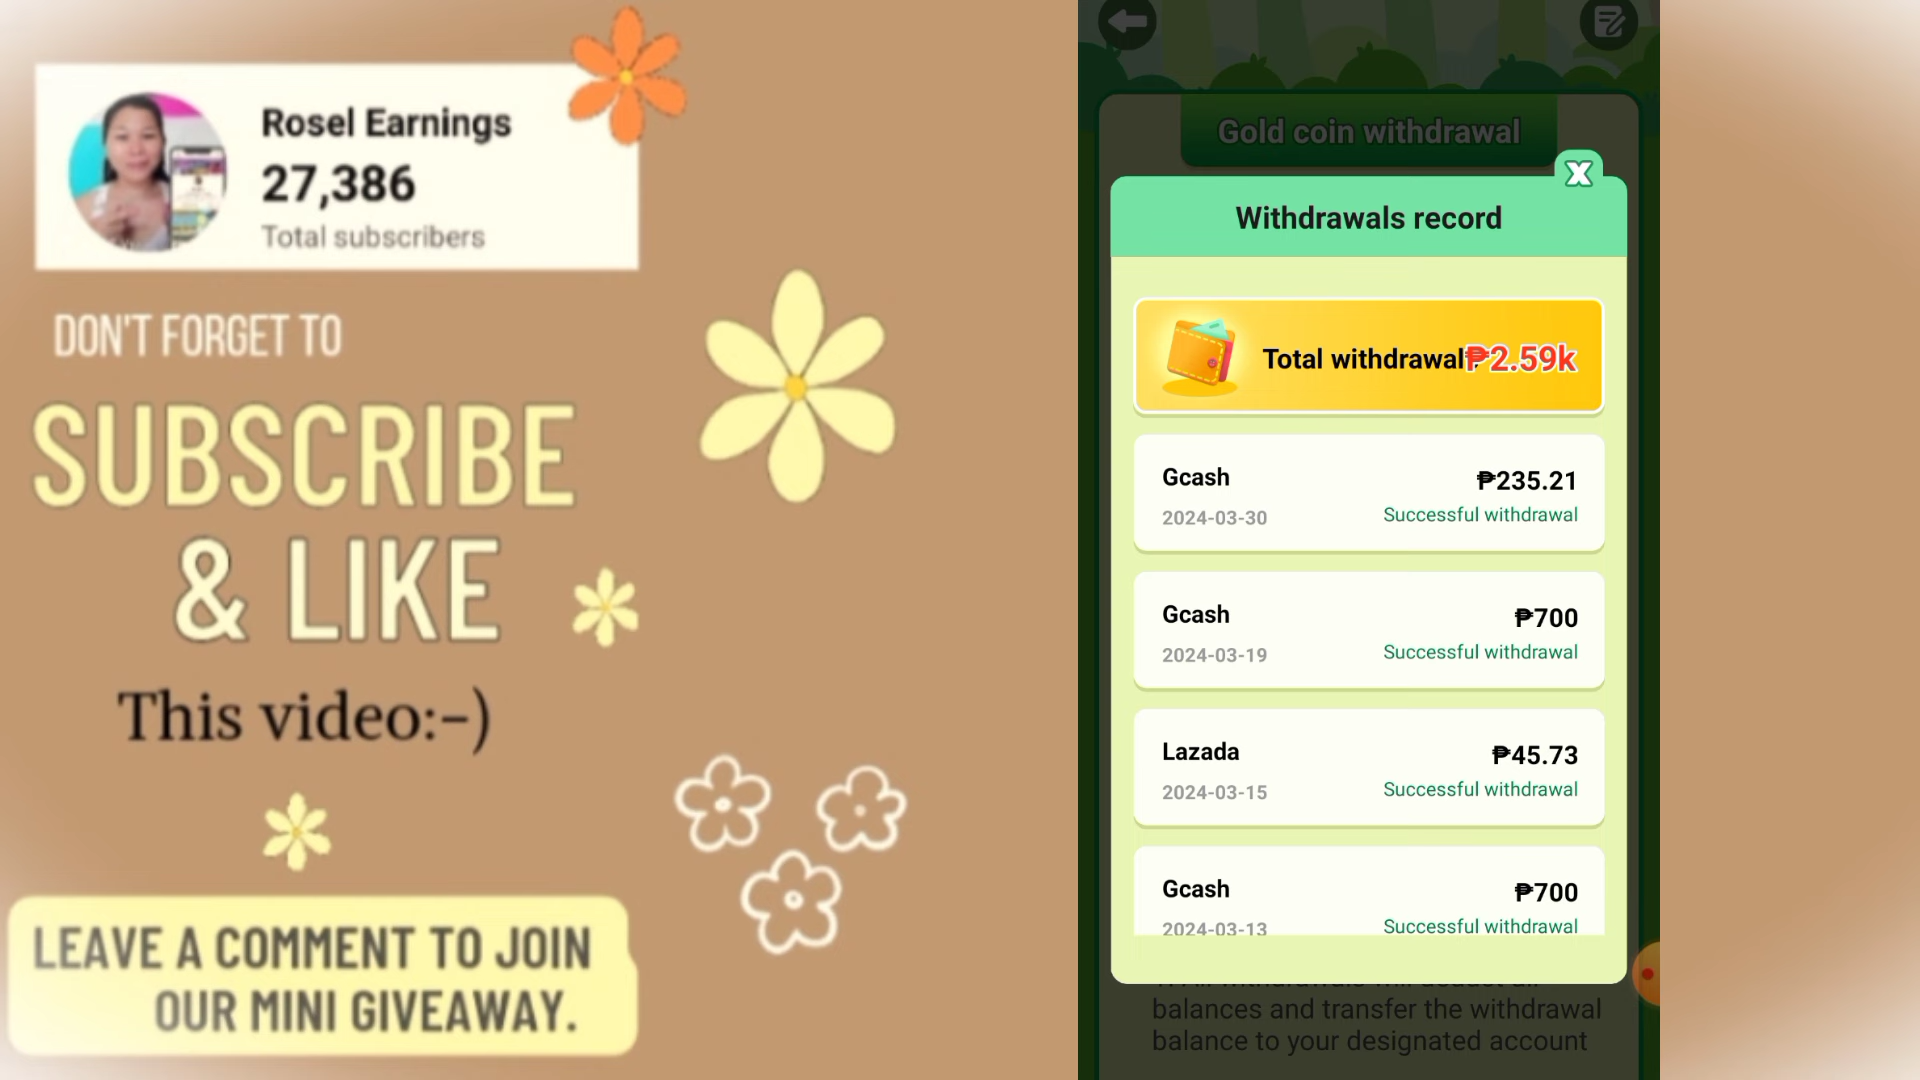 Rosel Earnings
27,386
Total subscribers
DON'T FORGET TO
SUBSCRIBE
& LIKE
This video:-)
LEAVE A COMMENT TO JOIN
OUR MINI GIVEAWAY.
Gold coin withdrawal
X
Withdrawals record
Total withdrawal: ₱2.59k
Gcash ₱235.21
2024-03-30 Successful withdrawal
Gcash ₱700
2024-03-19 Successful withdrawal
Lazada ₱45.73
2024-03-15 Successful withdrawal
Gcash ₱700
2024-03-13 Successful withdrawal
balances and transfer the withdrawal
balance to your designated account